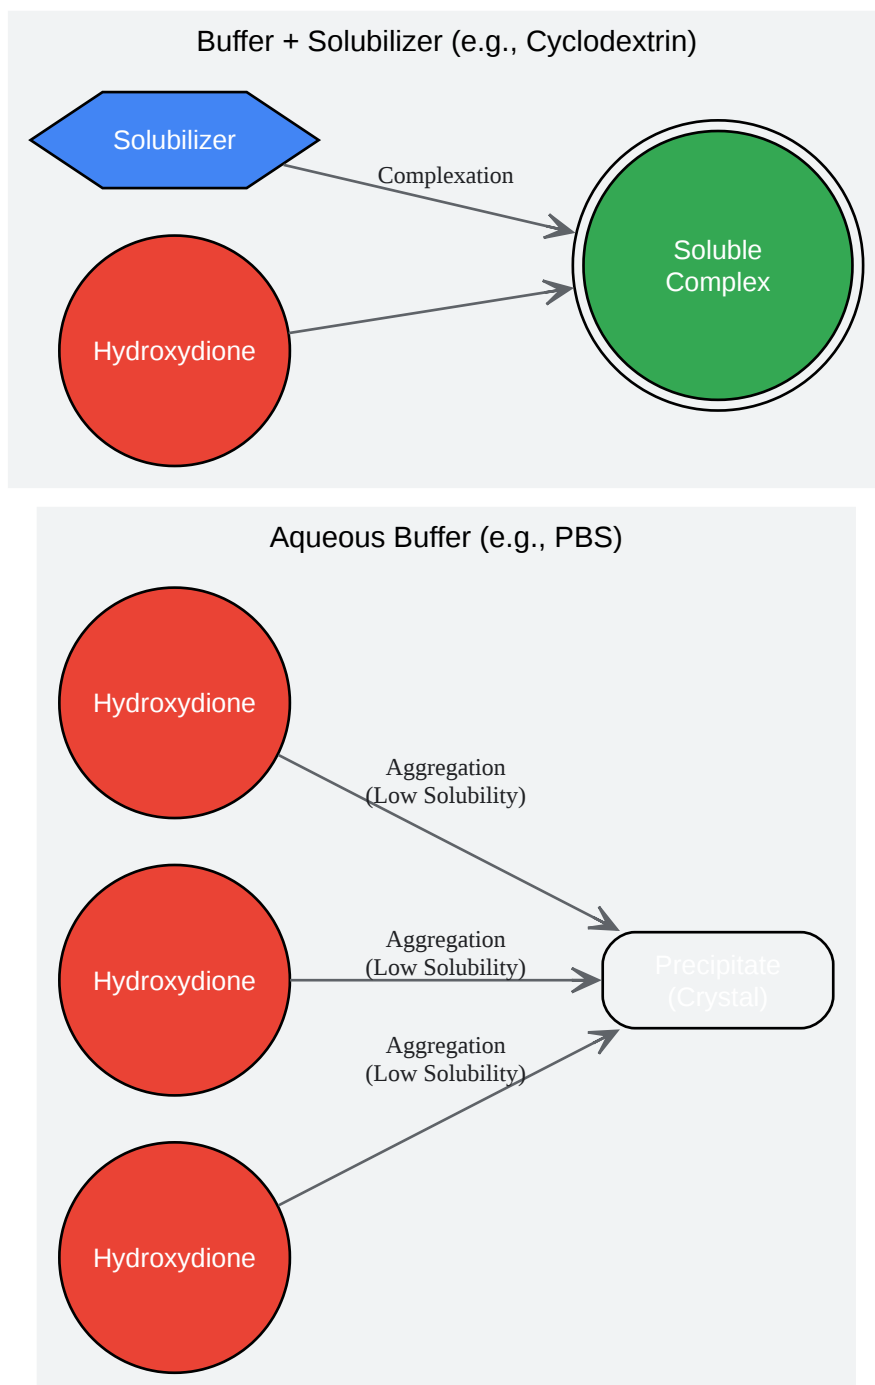 Buffer + Solubilizer (e.g., Cyclodextrin)
Solubilizer
Complexation
Hydroxydione
Soluble
Complex
Aqueous Buffer (e.g., PBS)
Hydroxydione
Aggregation
(Low Solubility)
Hydroxydione
Aggregation
(Low Solubility)
Precipitate
(Crystal)
Aggregation
(Low Solubility)
Hydroxydione